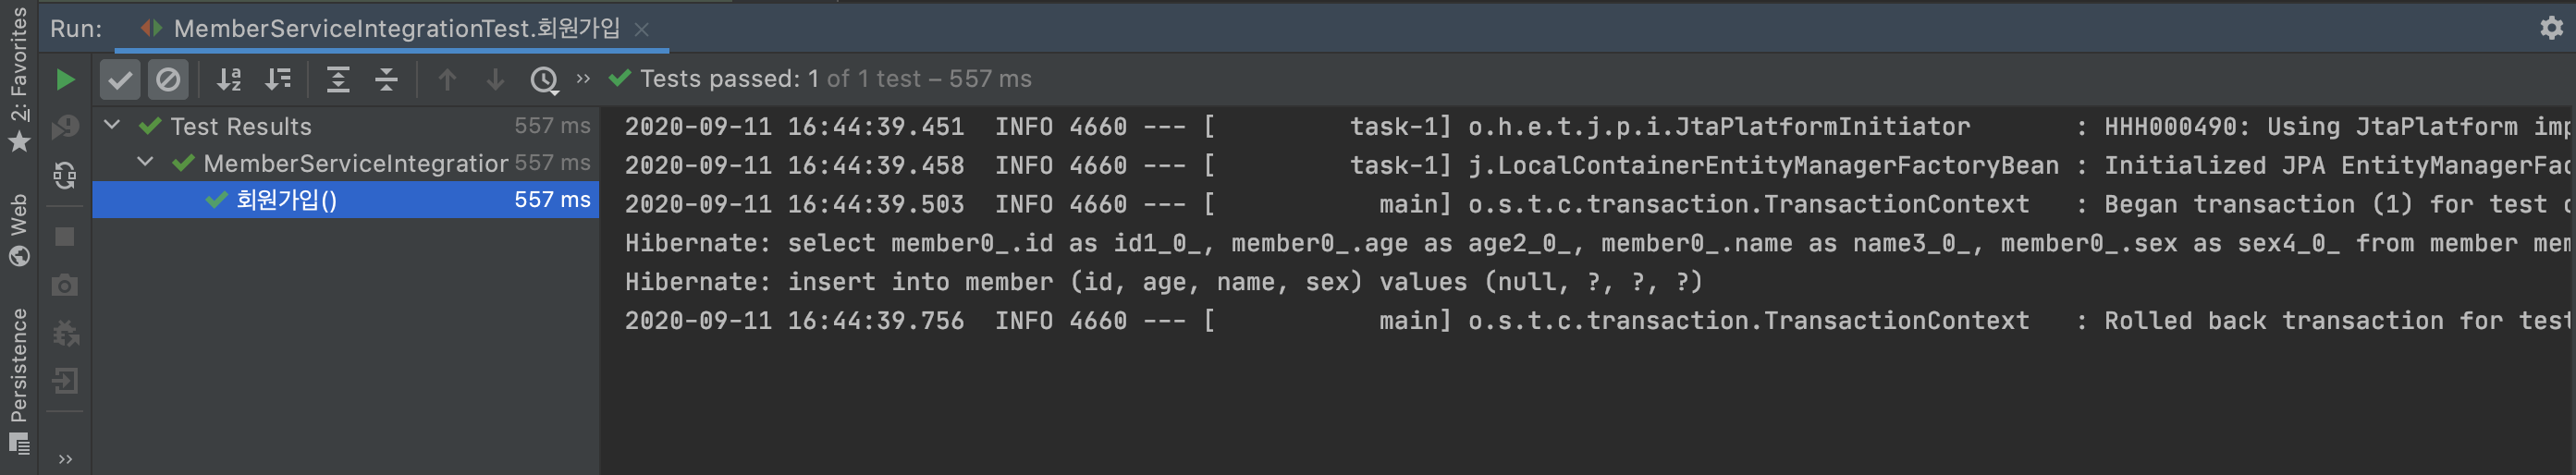 Run: MemberServiceIntegrationTest.회원가입
Tests passed: 1 of 1 test – 557 ms
2: Favorites
Web
Persistence
Test Results 557 ms
MemberServiceIntegration 557 ms
회원가입() 557 ms
2020-09-11 16:44:39.451  INFO 4660 --- [         task-1] o.h.e.t.j.p.i.JtaPlatformInitiator       : HHH000490: Using JtaPlatform imp
2020-09-11 16:44:39.458  INFO 4660 --- [         task-1] j.LocalContainerEntityManagerFactoryBean : Initialized JPA EntityManagerFac
2020-09-11 16:44:39.503  INFO 4660 --- [           main] o.s.t.c.transaction.TransactionContext   : Began transaction (1) for test c
Hibernate: select member0_.id as id1_0_, member0_.age as age2_0_, member0_.name as name3_0_, member0_.sex as sex4_0_ from member mem
Hibernate: insert into member (id, age, name, sex) values (null, ?, ?, ?)
2020-09-11 16:44:39.756  INFO 4660 --- [           main] o.s.t.c.transaction.TransactionContext   : Rolled back transaction for test